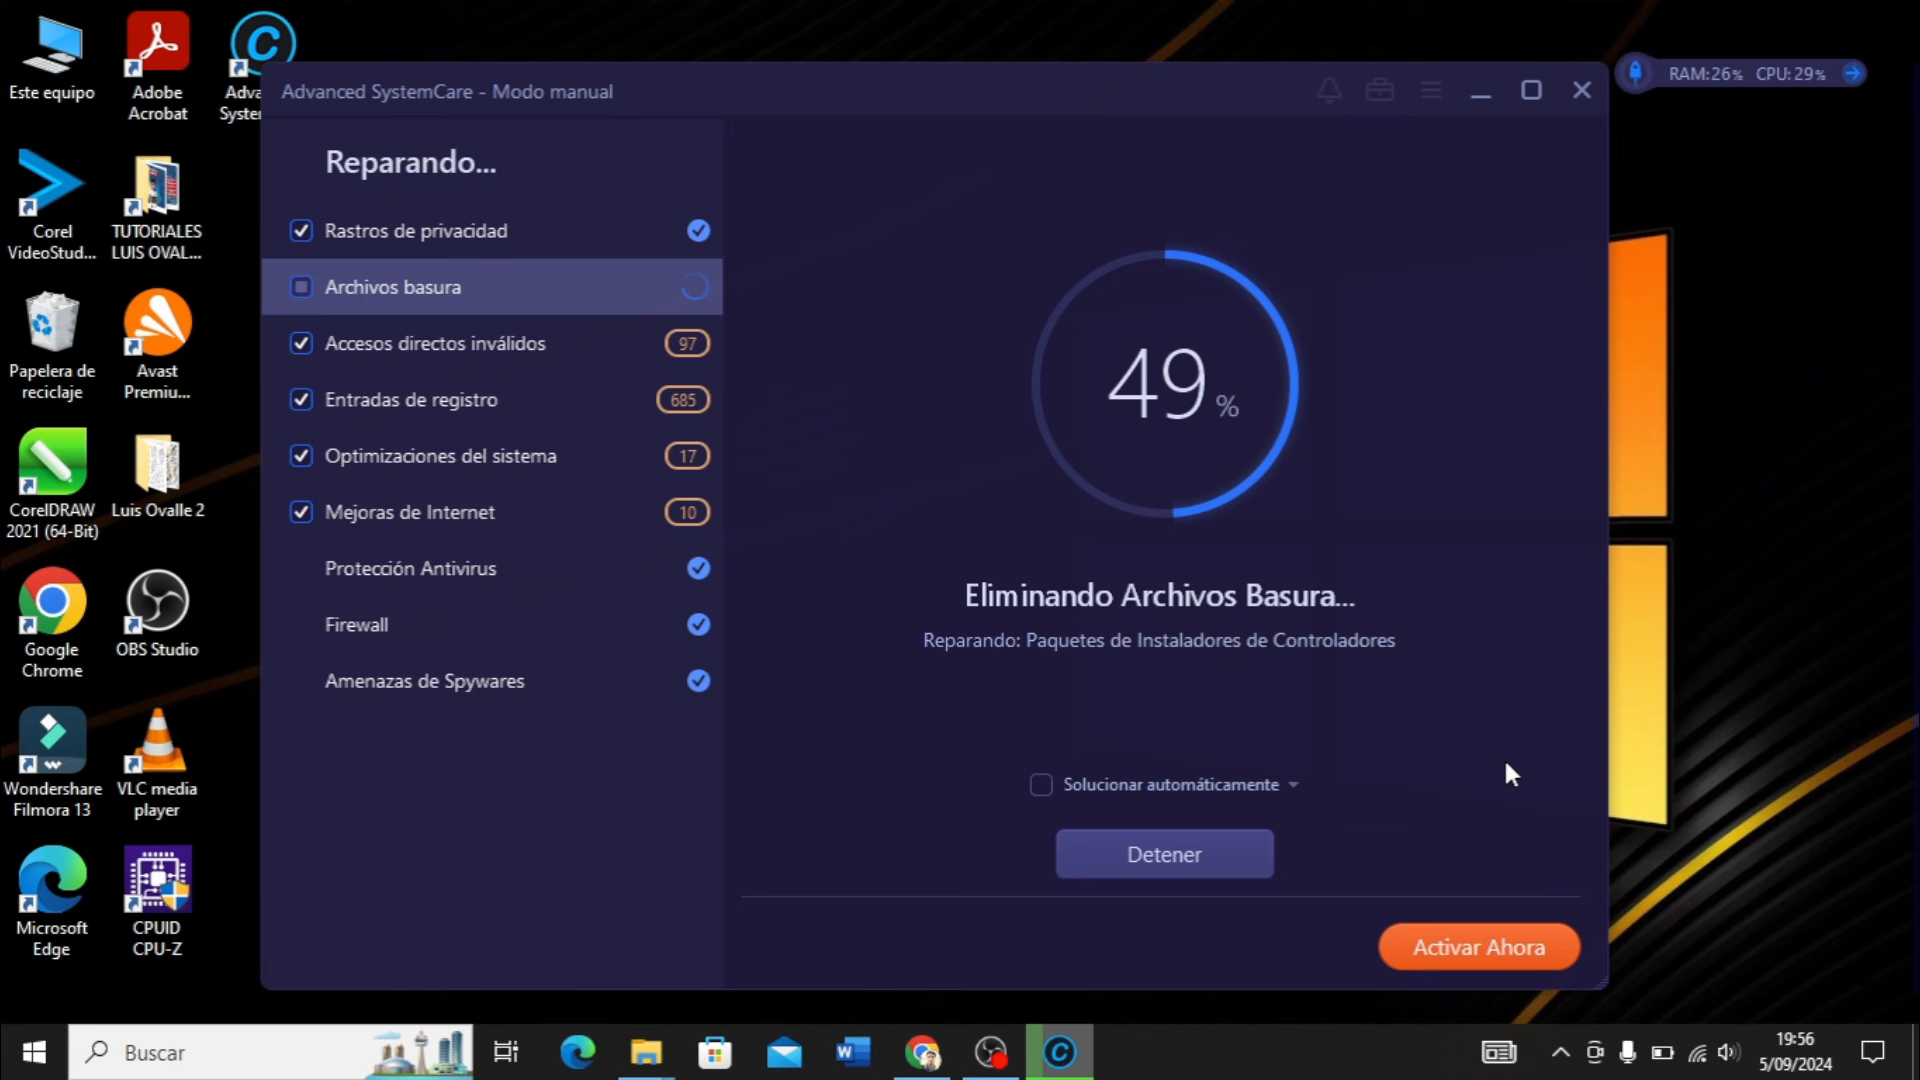 Este equipo
Adobe
Acrobat
Adva
Syste
Corel
VideoStud...
TUTORIALES
LUIS OVAL...
Papelera de
reciclaje
Avast
Premiu...
CorelDRAW
2021 (64-Bit)
Luis Ovalle 2
Google
Chrome
OBS Studio
Wondershare
Filmora 13
VLC media
player
Microsoft
Edge
CPUID
CPU-Z
Advanced SystemCare - Modo manual
Reparando...
Rastros de privacidad
Archivos basura
Accesos directos inválidos 97
Entradas de registro 685
Optimizaciones del sistema 17
Mejoras de Internet 10
Protección Antivirus
Firewall
Amenazas de Spywares
49 %
Eliminando Archivos Basura...
Reparando: Paquetes de Instaladores de Controladores
Solucionar automáticamente
Detener
Activar Ahora
RAM:26% CPU:29%
Buscar
19:56
5/09/2024